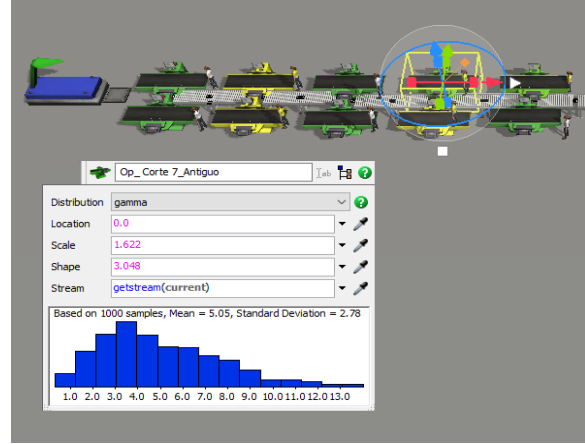 Op_ Corte 7_Antiguo
Distribution gamma
Location 0.0
Scale 1.622
Shape 3.048
Stream getstream(current)
Based on 1000 samples, Mean = 5.05, Standard Deviation = 2.78
1.0 2.0 3.0 4.0 5.0 6.0 7.0 8.0 9.0 10.0 11.0 12.0 13.0